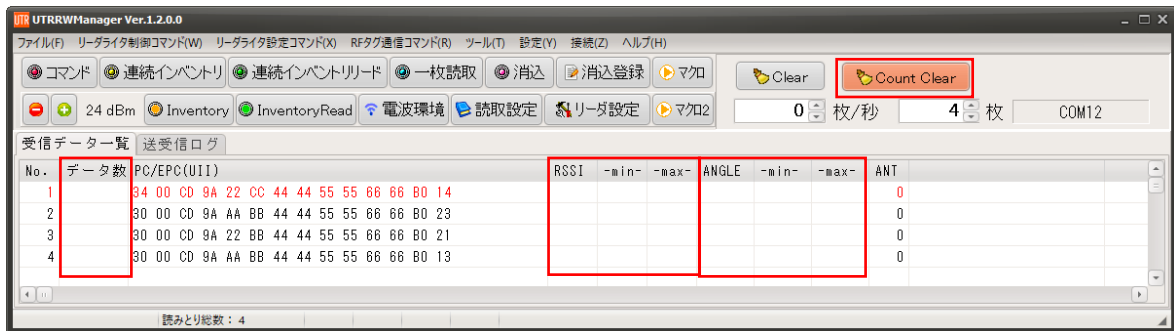 UTR UTRRWManager Ver.1.2.0.0
ファイル(F) リーダライタ制御コマンド(W) リーダライタ設定コマンド(X) RFタグ通信コマンド(R) ツール(T) 設定(Y) 接続(Z) ヘルプ(H)
コマンド 連続インベントリ 連続インベントリリード 一枚読取 消込 消込登録 マクロ Clear Count Clear
24 dBm Inventory InventoryRead 電波環境 読取設定 リーダ設定 マクロ2 0 枚/秒 4 枚 COM12
受信データ一覧 送受信ログ
No. データ数 PC/EPC(UII) RSSI -min- -max- ANGLE -min- -max- ANT
1 34 00 CD 9A 22 CC 44 44 55 55 66 66 B0 14 0
2 30 00 CD 9A AA BB 44 44 55 55 66 66 B0 23 0
3 30 00 CD 9A 22 BB 44 44 55 55 66 66 B0 21 0
4 30 00 CD 9A AA BB 44 44 55 55 66 66 B0 13 0
読みとり総数：4